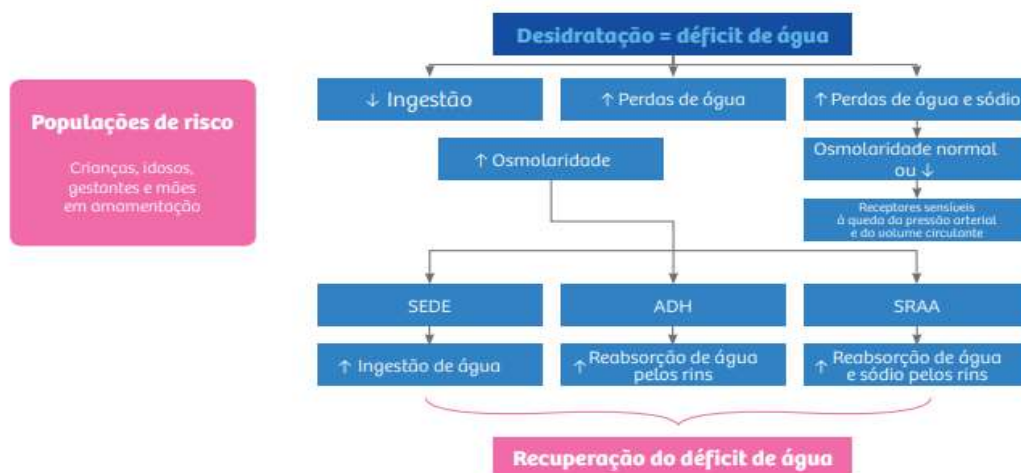 Desidratação = déficit de água
↓ Ingestão
↑ Perdas de água
↑ Perdas de água e sódio
Populações de risco
Crianças, idosos,
gestantes e mães
em amamentação
↑ Osmolaridade
Osmolaridade normal
ou ↓
Receptores sensíveis
à queda da pressão arterial
e do volume circulante
SEDE
ADH
SRAA
↑ Ingestão de água
↑ Reabsorção de água
pelos rins
↑ Reabsorção de água
e sódio pelos rins
Recuperação do déficit de água